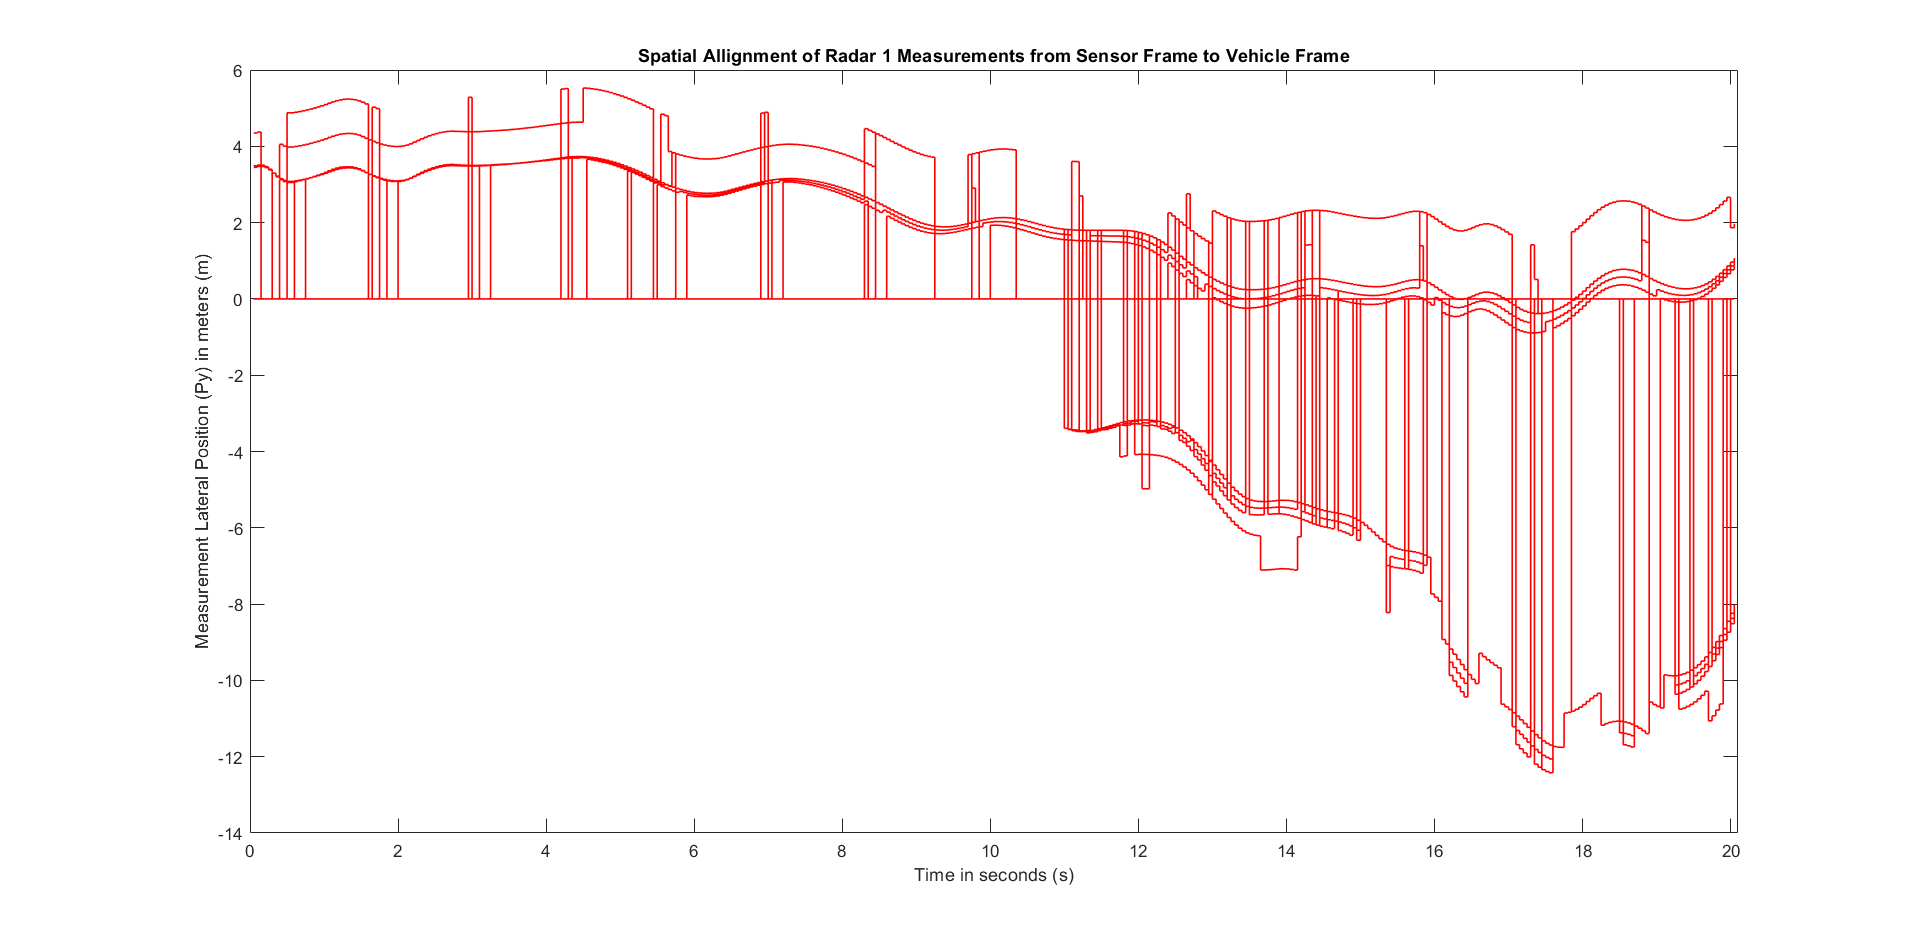 Spatial Allignment of Radar 1 Measurements from Sensor Frame to Vehicle Frame
Measurement Lateral Position (Py) in meters (m)
6
4
2
0
-2
-4
-6
-8
-10
-12
-14
0 2 4 6 8 10 12 14 16 18 20
Time in seconds (s)